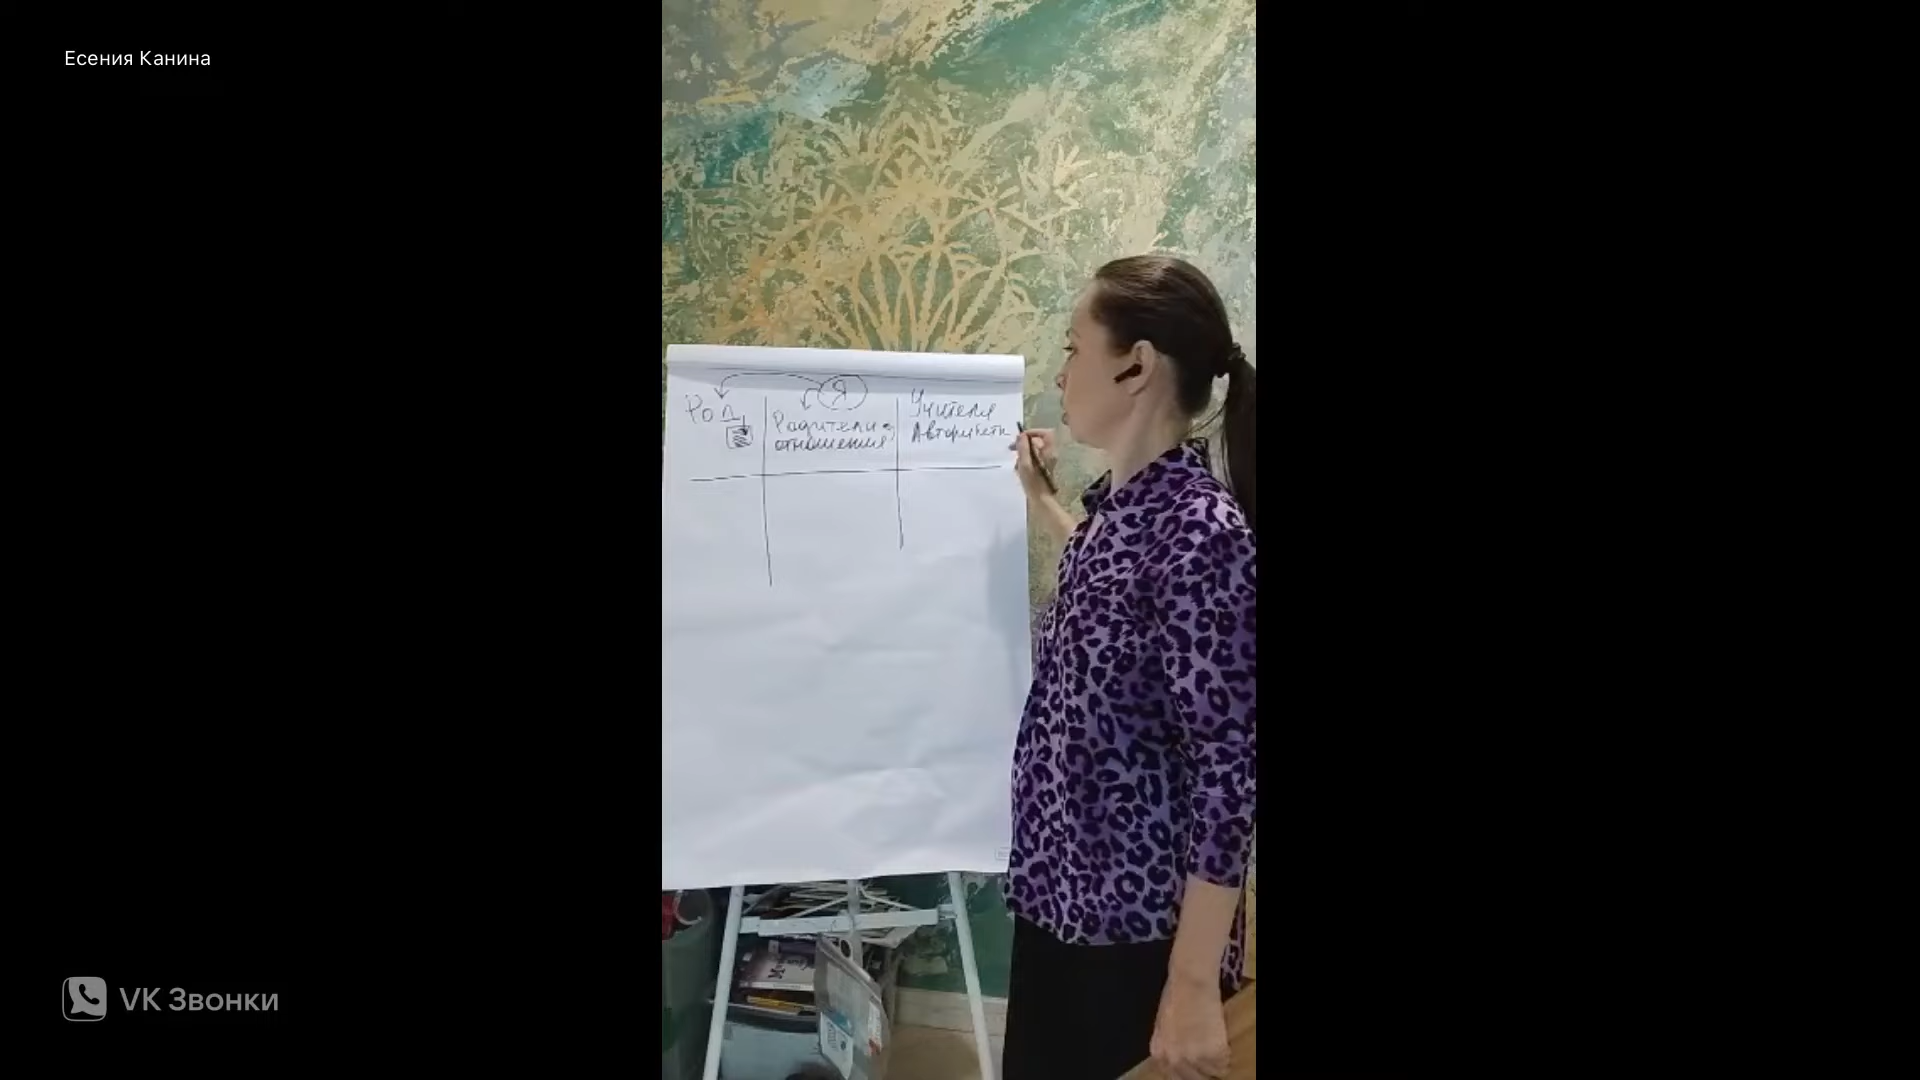 Есения Канина
Я
Род
Родители
отношения
Учителя
Авторитеты
VK Звонки